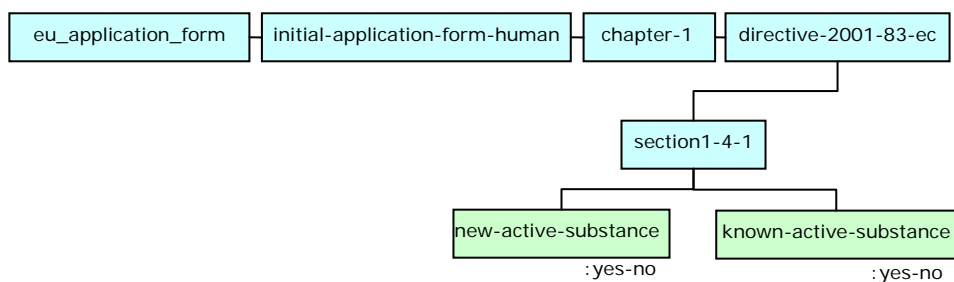 eu_application_form
initial-application-form-human
chapter-1
directive-2001-83-ec
section1-4-1
new-active-substance
known-active-substance
:yes-no
:yes-no